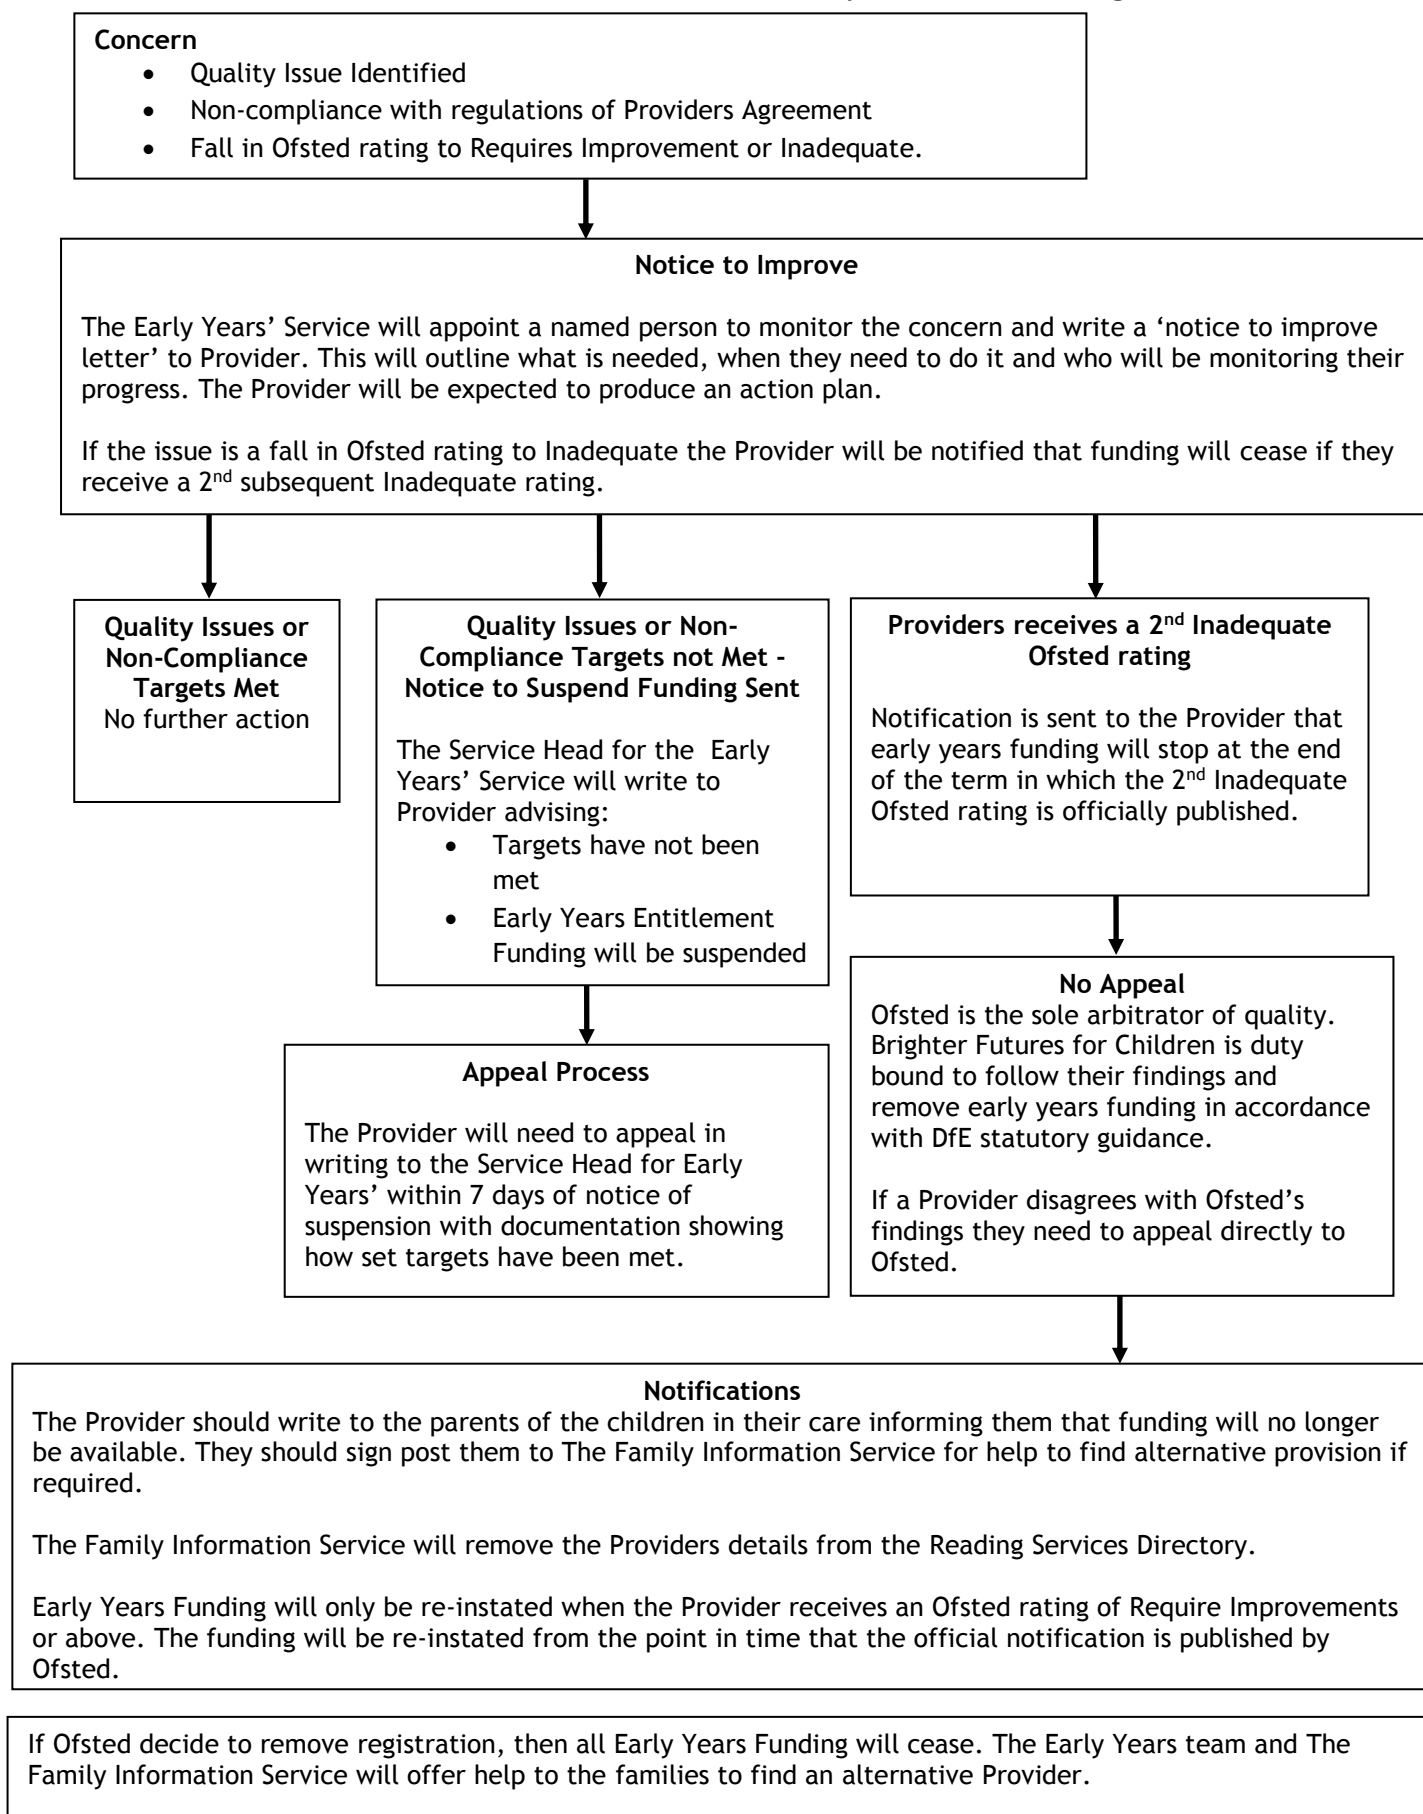 Concern
• Quality Issue Identified
• Non-compliance with regulations of Providers Agreement
• Fall in Ofsted rating to Requires Improvement or Inadequate.
Notice to Improve
The Early Years’ Service will appoint a named person to monitor the concern and write a ‘notice to improve
letter’ to Provider. This will outline what is needed, when they need to do it and who will be monitoring their
progress. The Provider will be expected to produce an action plan.
If the issue is a fall in Ofsted rating to Inadequate the Provider will be notified that funding will cease if they
receive a 2nd subsequent Inadequate rating.
Quality Issues or
Non-Compliance
Targets Met
No further action
Quality Issues or Non-
Compliance Targets not Met -
Notice to Suspend Funding Sent
The Service Head for the Early
Years’ Service will write to
Provider advising:
• Targets have not been
met
• Early Years Entitlement
Funding will be suspended
Providers receives a 2nd Inadequate
Ofsted rating
Notification is sent to the Provider that
early years funding will stop at the end
of the term in which the 2nd Inadequate
Ofsted rating is officially published.
Appeal Process
The Provider will need to appeal in
writing to the Service Head for Early
Years’ within 7 days of notice of
suspension with documentation showing
how set targets have been met.
No Appeal
Ofsted is the sole arbitrator of quality.
Brighter Futures for Children is duty
bound to follow their findings and
remove early years funding in accordance
with DfE statutory guidance.
If a Provider disagrees with Ofsted’s
findings they need to appeal directly to
Ofsted.
Notifications
The Provider should write to the parents of the children in their care informing them that funding will no longer
be available. They should sign post them to The Family Information Service for help to find alternative provision if
required.
The Family Information Service will remove the Providers details from the Reading Services Directory.
Early Years Funding will only be re-instated when the Provider receives an Ofsted rating of Require Improvements
or above. The funding will be re-instated from the point in time that the official notification is published by
Ofsted.
If Ofsted decide to remove registration, then all Early Years Funding will cease. The Early Years team and The
Family Information Service will offer help to the families to find an alternative Provider.